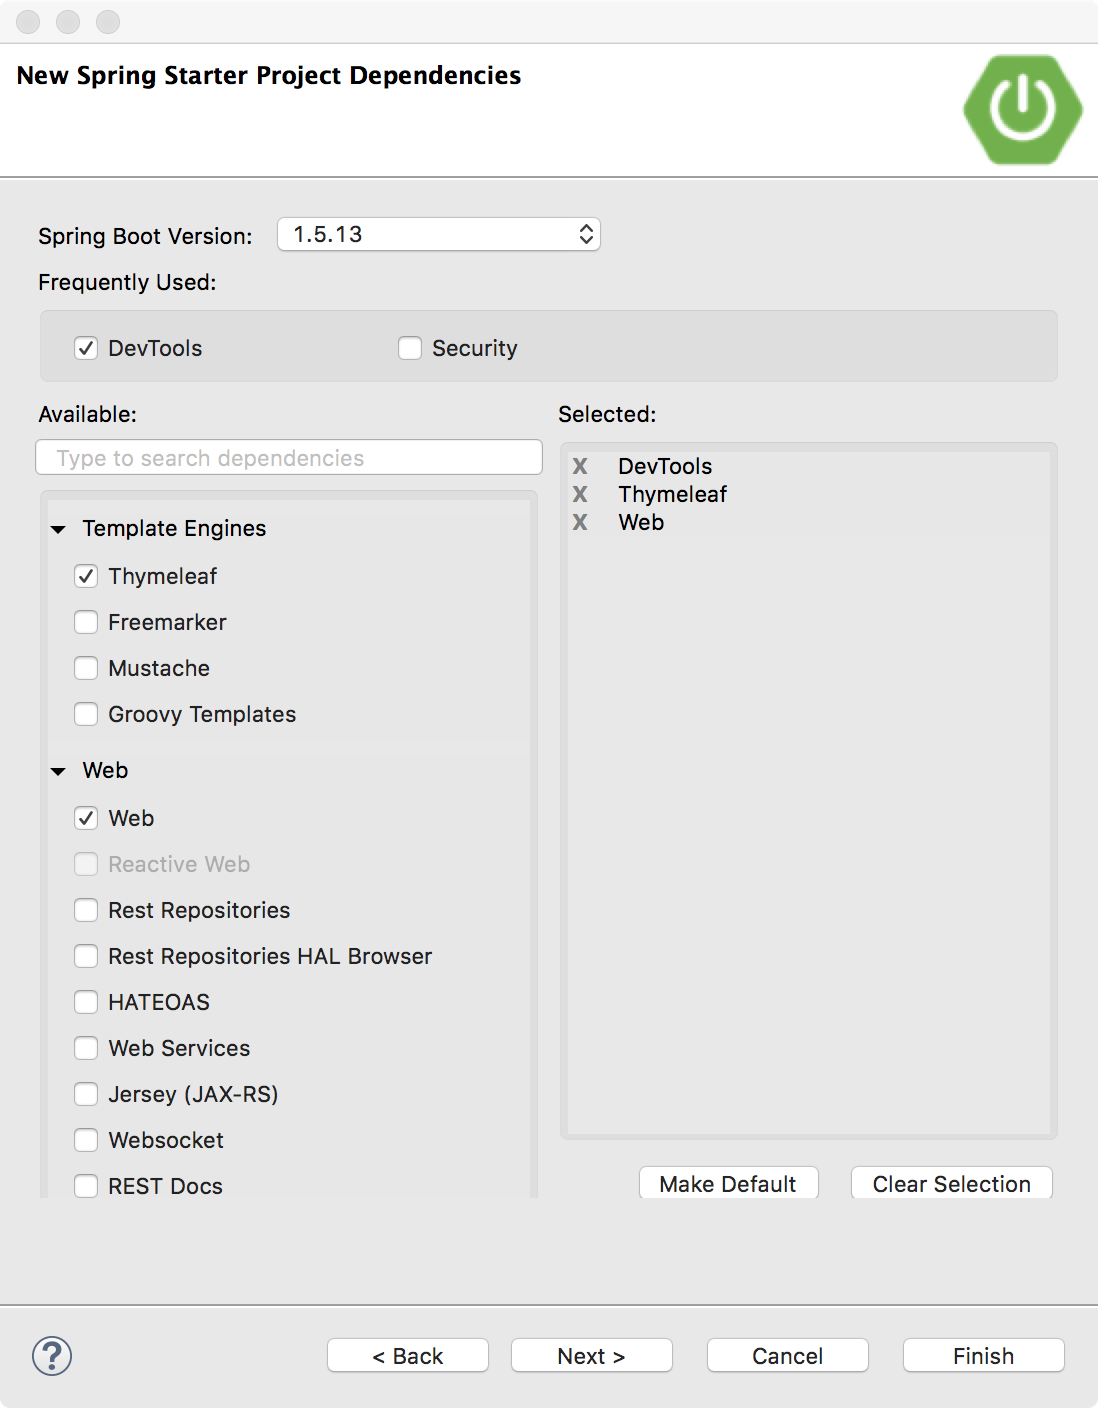 New Spring Starter Project Dependencies
Spring Boot Version: 1.5.13
Frequently Used:
DevTools Security
Available:
Type to search dependencies
Template Engines
Thymeleaf
Freemarker
Mustache
Groovy Templates
Web
Web
Reactive Web
Rest Repositories
Rest Repositories HAL Browser
HATEOAS
Web Services
Jersey (JAX-RS)
Websocket
REST Docs
Selected:
X DevTools
X Thymeleaf
X Web
Make Default Clear Selection
? < Back Next > Cancel Finish